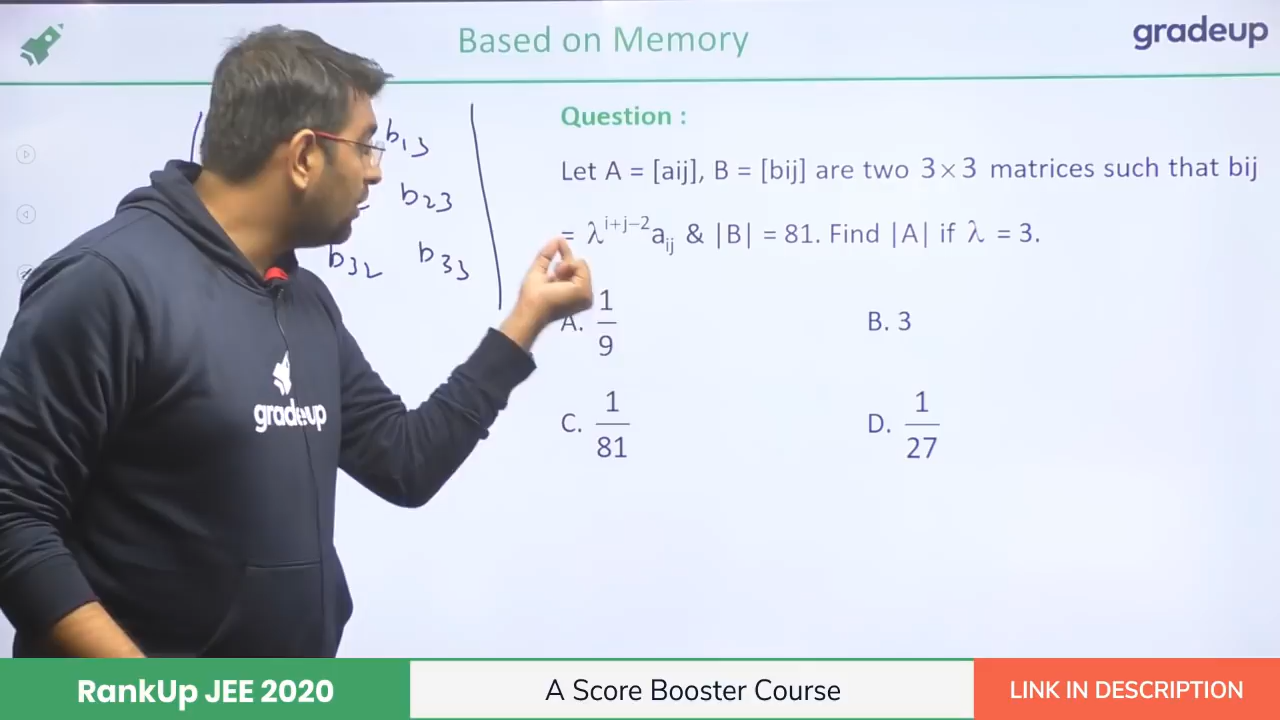 Based on Memory
gradeup
b13
b23
b32 b33
Question :
Let A = [aij], B = [bij] are two 3×3 matrices such that bij
= λ^{i+j−2}a_{ij} & |B| = 81. Find |A| if λ = 3.
A. 1/9
B. 3
C. 1/81
D. 1/27
gradeup
RankUp JEE 2020
A Score Booster Course
LINK IN DESCRIPTION